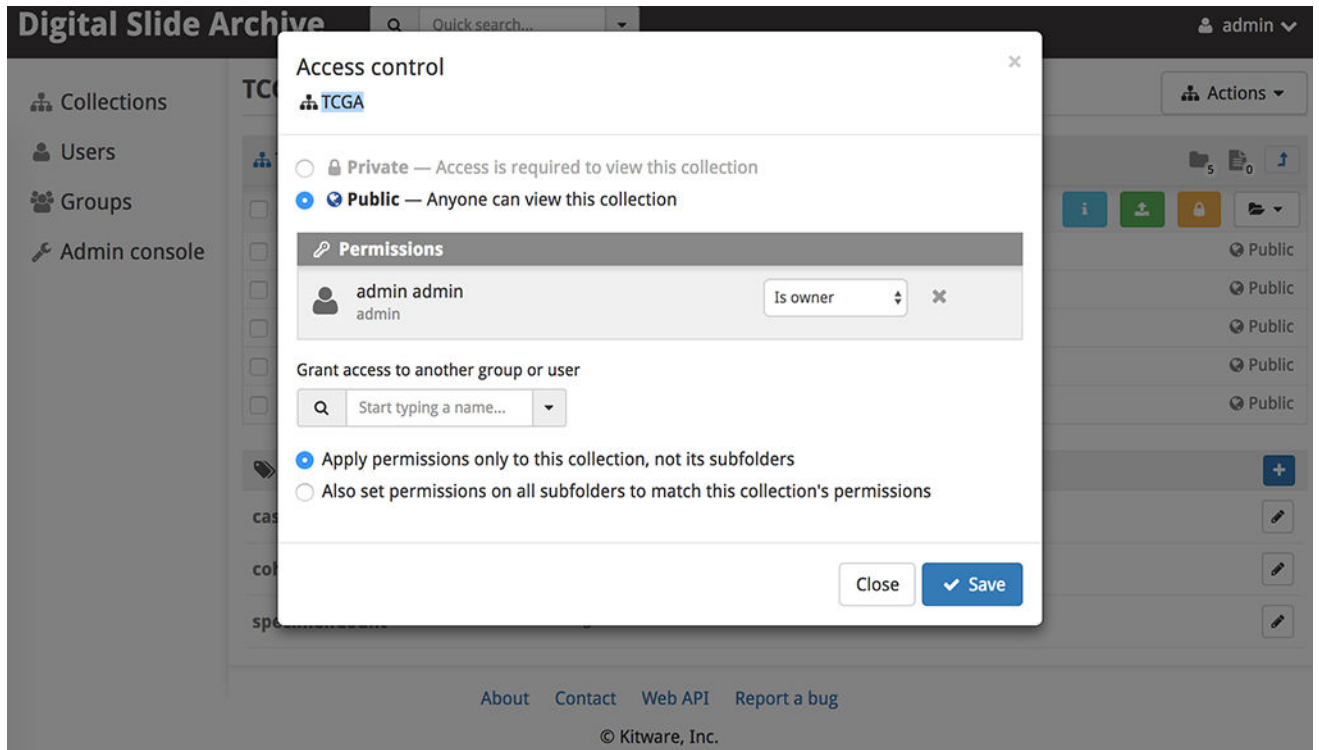 Digital Slide Archive
Quick search...
admin
Access control
TCGA
Collections
Users
Groups
Admin console
Actions
5
0
Private — Access is required to view this collection
Public — Anyone can view this collection
Permissions
admin admin
admin
Is owner
Public
Public
Public
Public
Public
Grant access to another group or user
Start typing a name...
Apply permissions only to this collection, not its subfolders
Also set permissions on all subfolders to match this collection's permissions
Close
Save
About Contact Web API Report a bug
© Kitware, Inc.